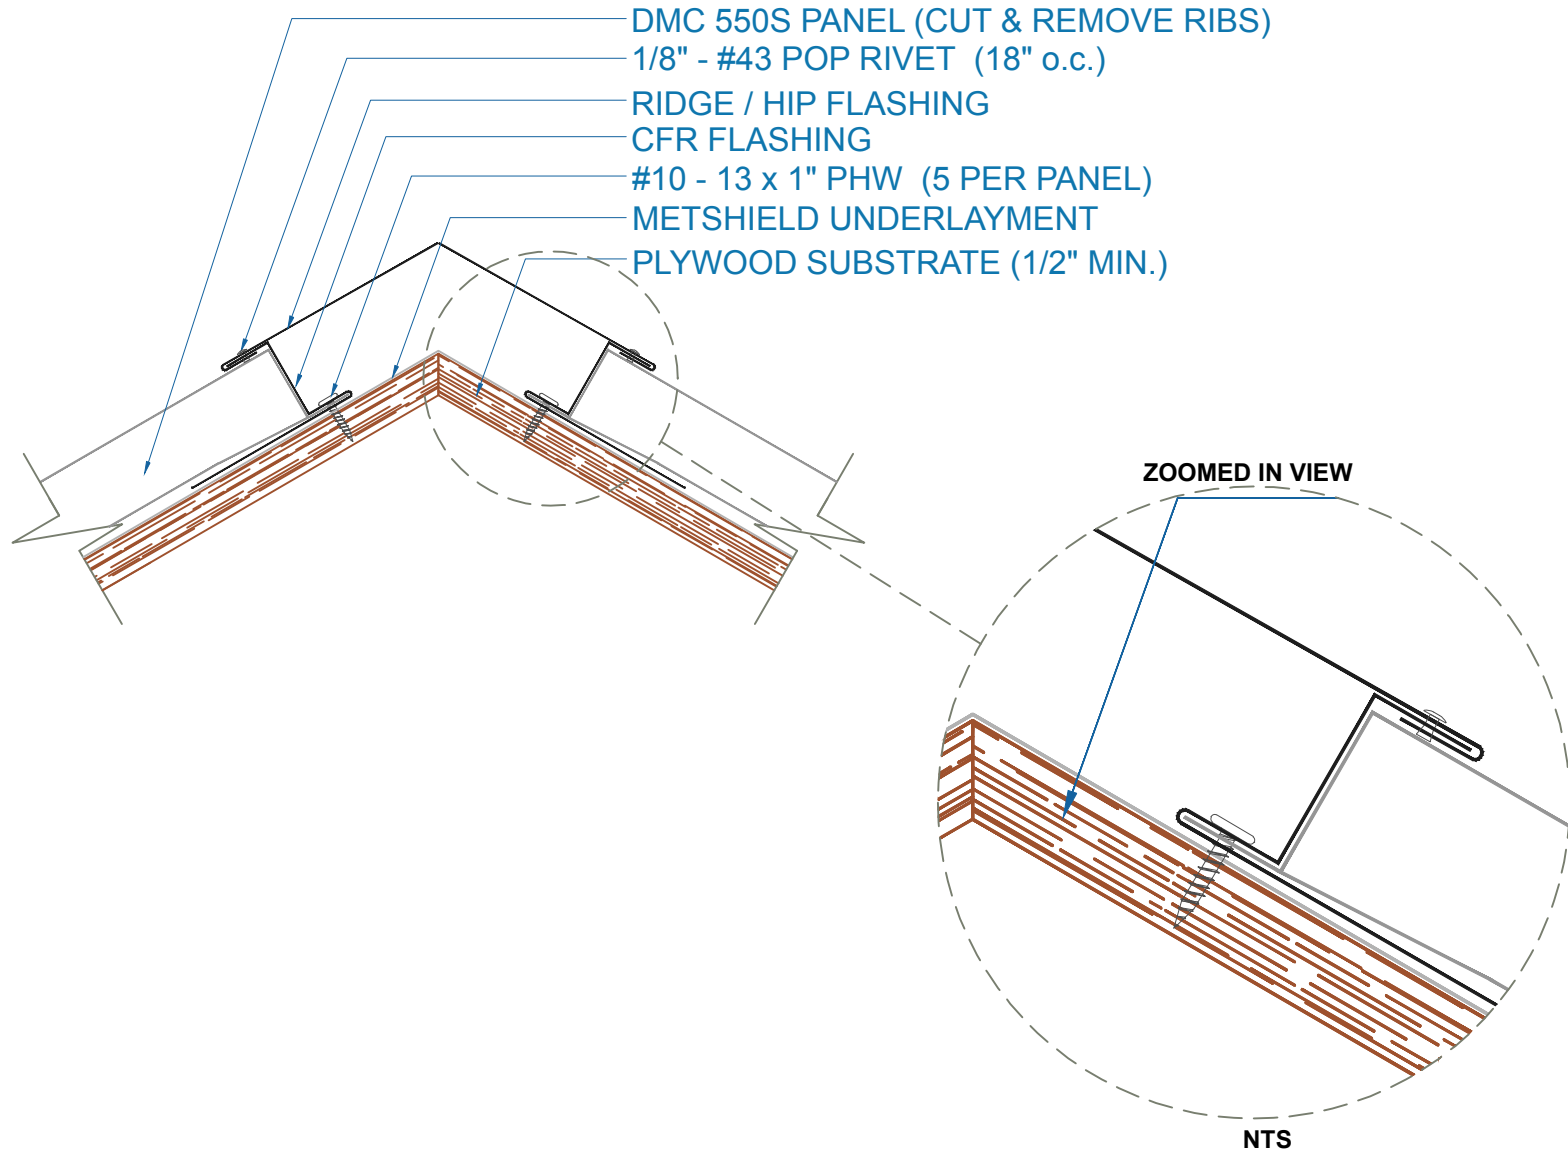 DMC 550S PANEL (CUT & REMOVE RIBS)
1/8" - #43 POP RIVET (18" o.c.)
RIDGE / HIP FLASHING
CFR FLASHING
#10 - 13 x 1" PHW (5 PER PANEL)
METSHIELD UNDERLAYMENT
PLYWOOD SUBSTRATE (1/2" MIN.)
ZOOMED IN VIEW
NTS